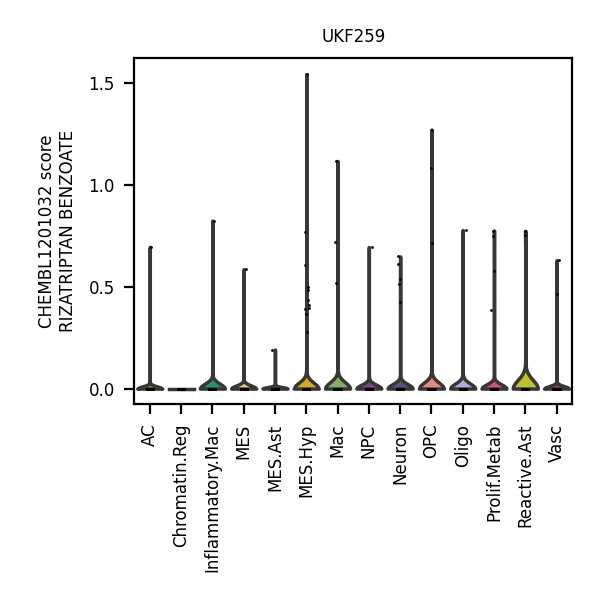 UKF259
CHEMBL1201032 score
RIZATRIPTAN BENZOATE
1.5
1.0
0.5
0.0
AC
Chromatin.Reg
Inflammatory.Mac
MES
MES.Ast
MES.Hyp
Mac
NPC
Neuron
OPC
Oligo
Prolif.Metab
Reactive.Ast
Vasc